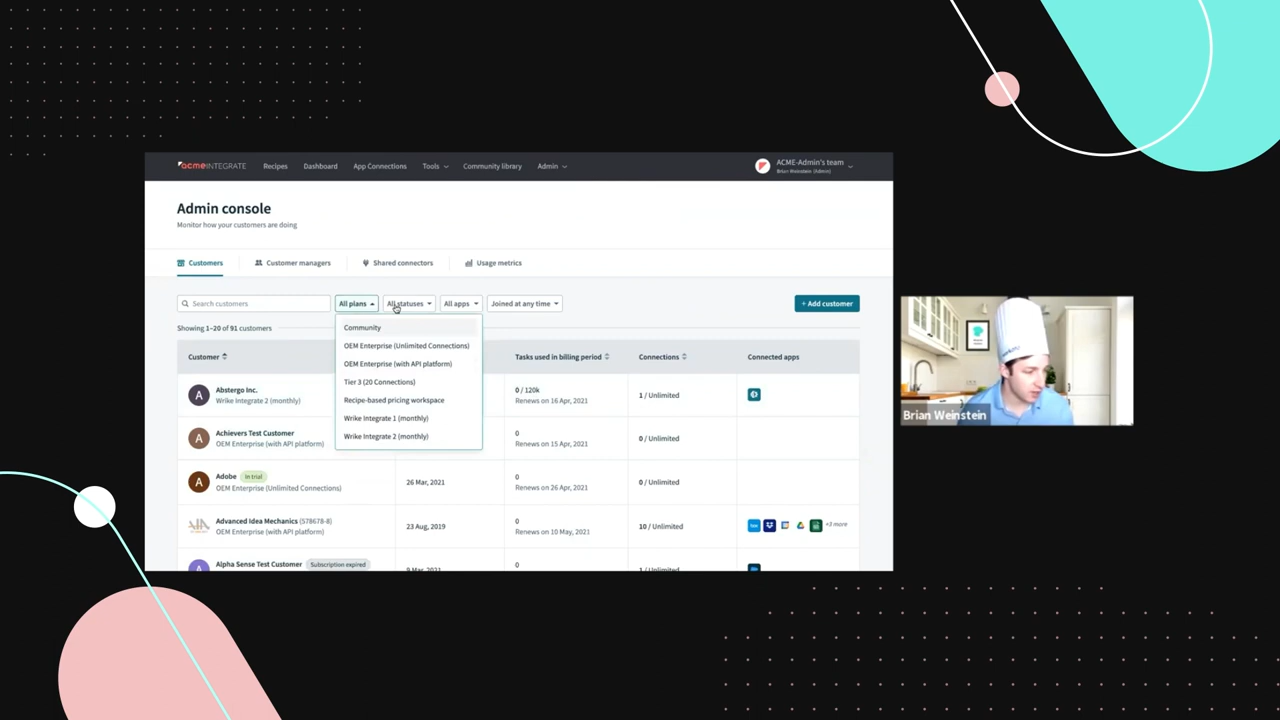 acmeINTEGRATE Recipes Dashboard App Connections Tools Community library Admin ACME-Admin's team
Brian Weinstein (Admin)
Admin console
Monitor how your customers are doing
Customers Customer managers Shared connectors Usage metrics
Search customers All plans All statuses All apps Joined at any time + Add customer
Showing 1–20 of 91 customers
Community
OEM Enterprise (Unlimited Connections)
OEM Enterprise (with API platform)
Tier 3 (20 Connections)
Recipe-based pricing workspace
Wrike Integrate 1 (monthly)
Wrike Integrate 2 (monthly)
Customer Tasks used in billing period Connections Connected apps
A Abstergo Inc. 0 / 120k 1 / Unlimited
Wrike Integrate 2 (monthly) Renews on 16 Apr, 2021
A Achievers Test Customer 0 0 / Unlimited
OEM Enterprise (with API platform) Renews on 15 Apr, 2021
A Adobe In trial 26 Mar, 2021 0 0 / Unlimited
OEM Enterprise (Unlimited Connections) Renews on 26 Apr, 2021
Advanced Idea Mechanics (578678-8) 23 Aug, 2019 0 10 / Unlimited +3 more
OEM Enterprise (with API platform) Renews on 10 May, 2021
A Alpha Sense Test Customer Subscription expired 9 Mar, 2021 0 1 / Unlimited
Brian Weinstein